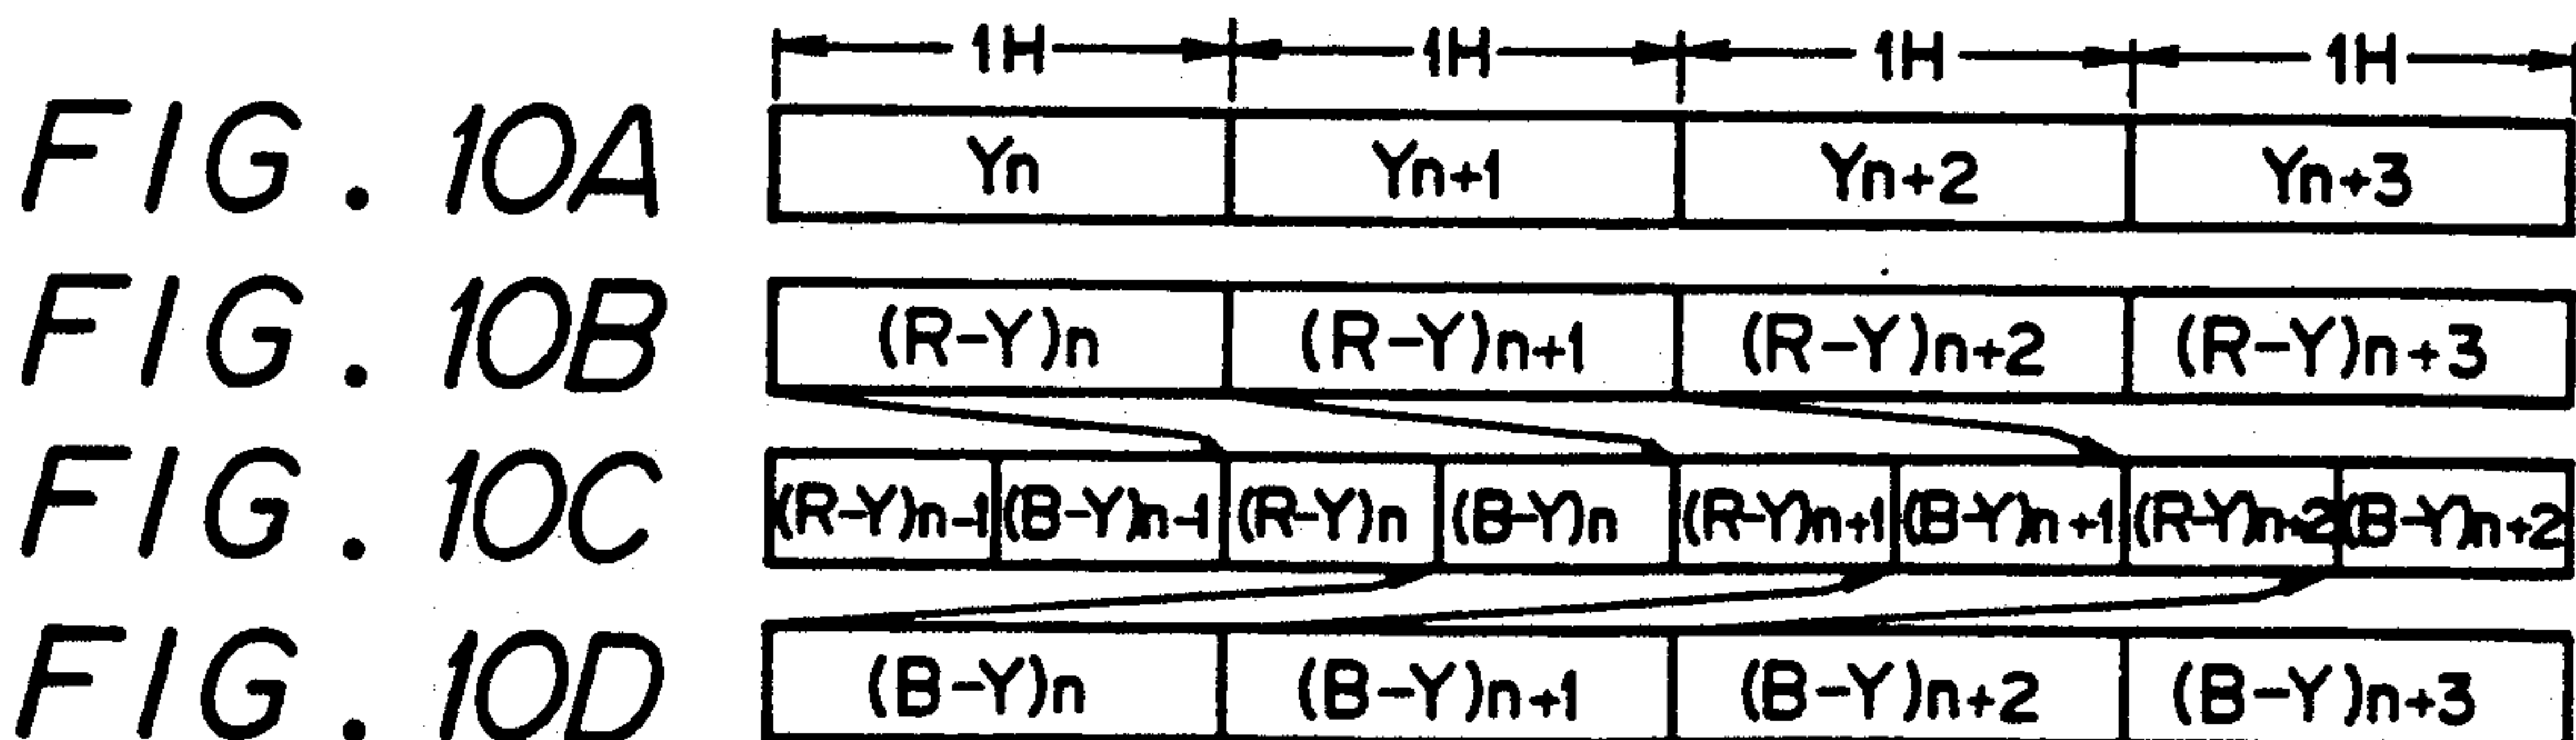 1H 1H 1H 1H
FIG. 10A Yn Yn+1 Yn+2 Yn+3
FIG. 10B (R-Y)n (R-Y)n+1 (R-Y)n+2 (R-Y)n+3
FIG. 10C (R-Y)n-1 (B-Y)n-1 (R-Y)n (B-Y)n (R-Y)n+1 (B-Y)n+1 (R-Y)n+2 (B-Y)n+2
FIG. 10D (B-Y)n (B-Y)n+1 (B-Y)n+2 (B-Y)n+3